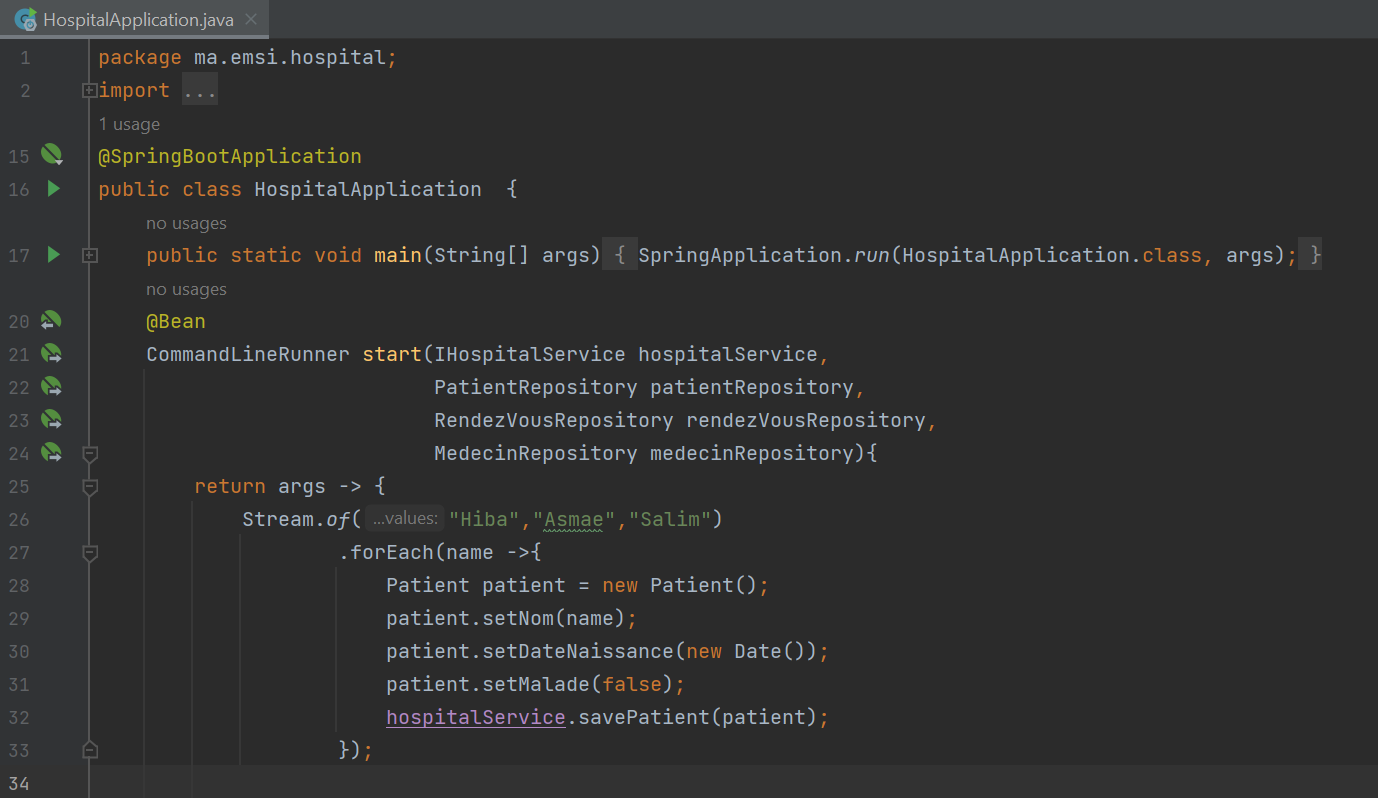 HospitalApplication.java
1 package ma.emsi.hospital;
2 import ...
1 usage
15 @SpringBootApplication
16 public class HospitalApplication  {
no usages
17 public static void main(String[] args) { SpringApplication.run(HospitalApplication.class, args); }
no usages
20 @Bean
21 CommandLineRunner start(IHospitalService hospitalService,
22 PatientRepository patientRepository,
23 RendezVousRepository rendezVousRepository,
24 MedecinRepository medecinRepository){
25 return args -> {
26 Stream.of( ...values: "Hiba","Asmae","Salim")
27 .forEach(name ->{
28 Patient patient = new Patient();
29 patient.setNom(name);
30 patient.setDateNaissance(new Date());
31 patient.setMalade(false);
32 hospitalService.savePatient(patient);
33 });
34